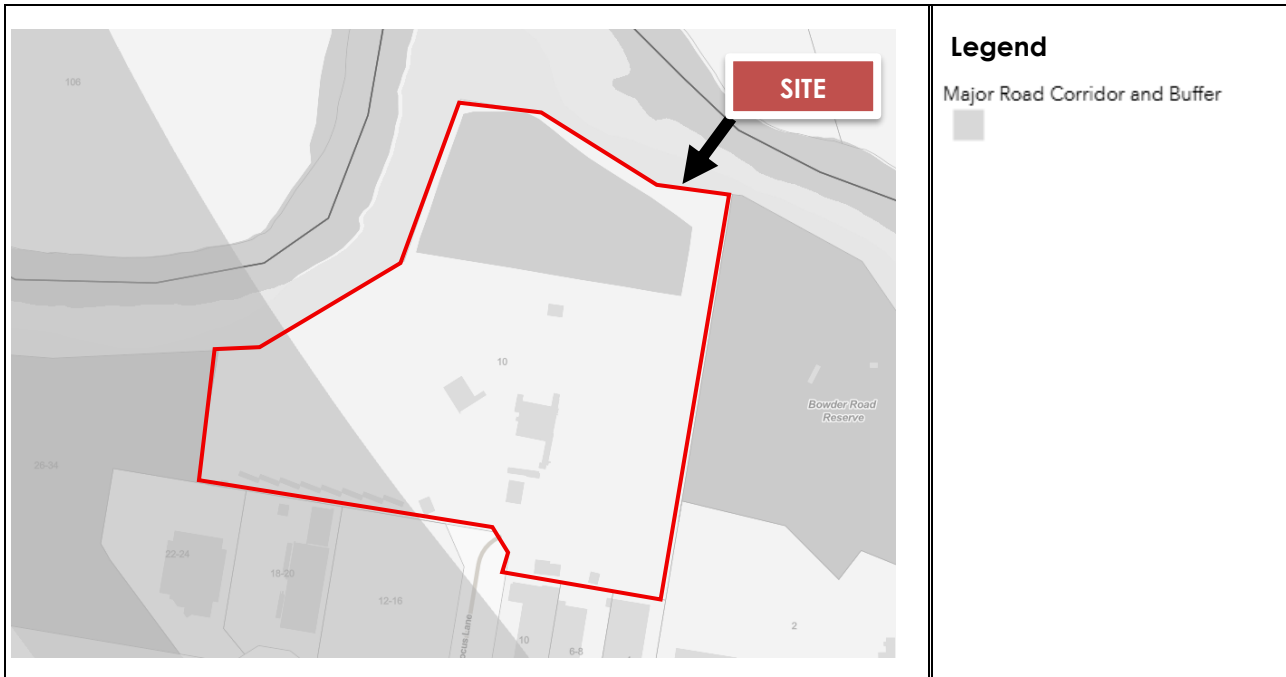 106
SITE
10
Bowder Road
Reserve
26-34
22-24
18-20
12-16
10
6-8
2
Legend
Major Road Corridor and Buffer